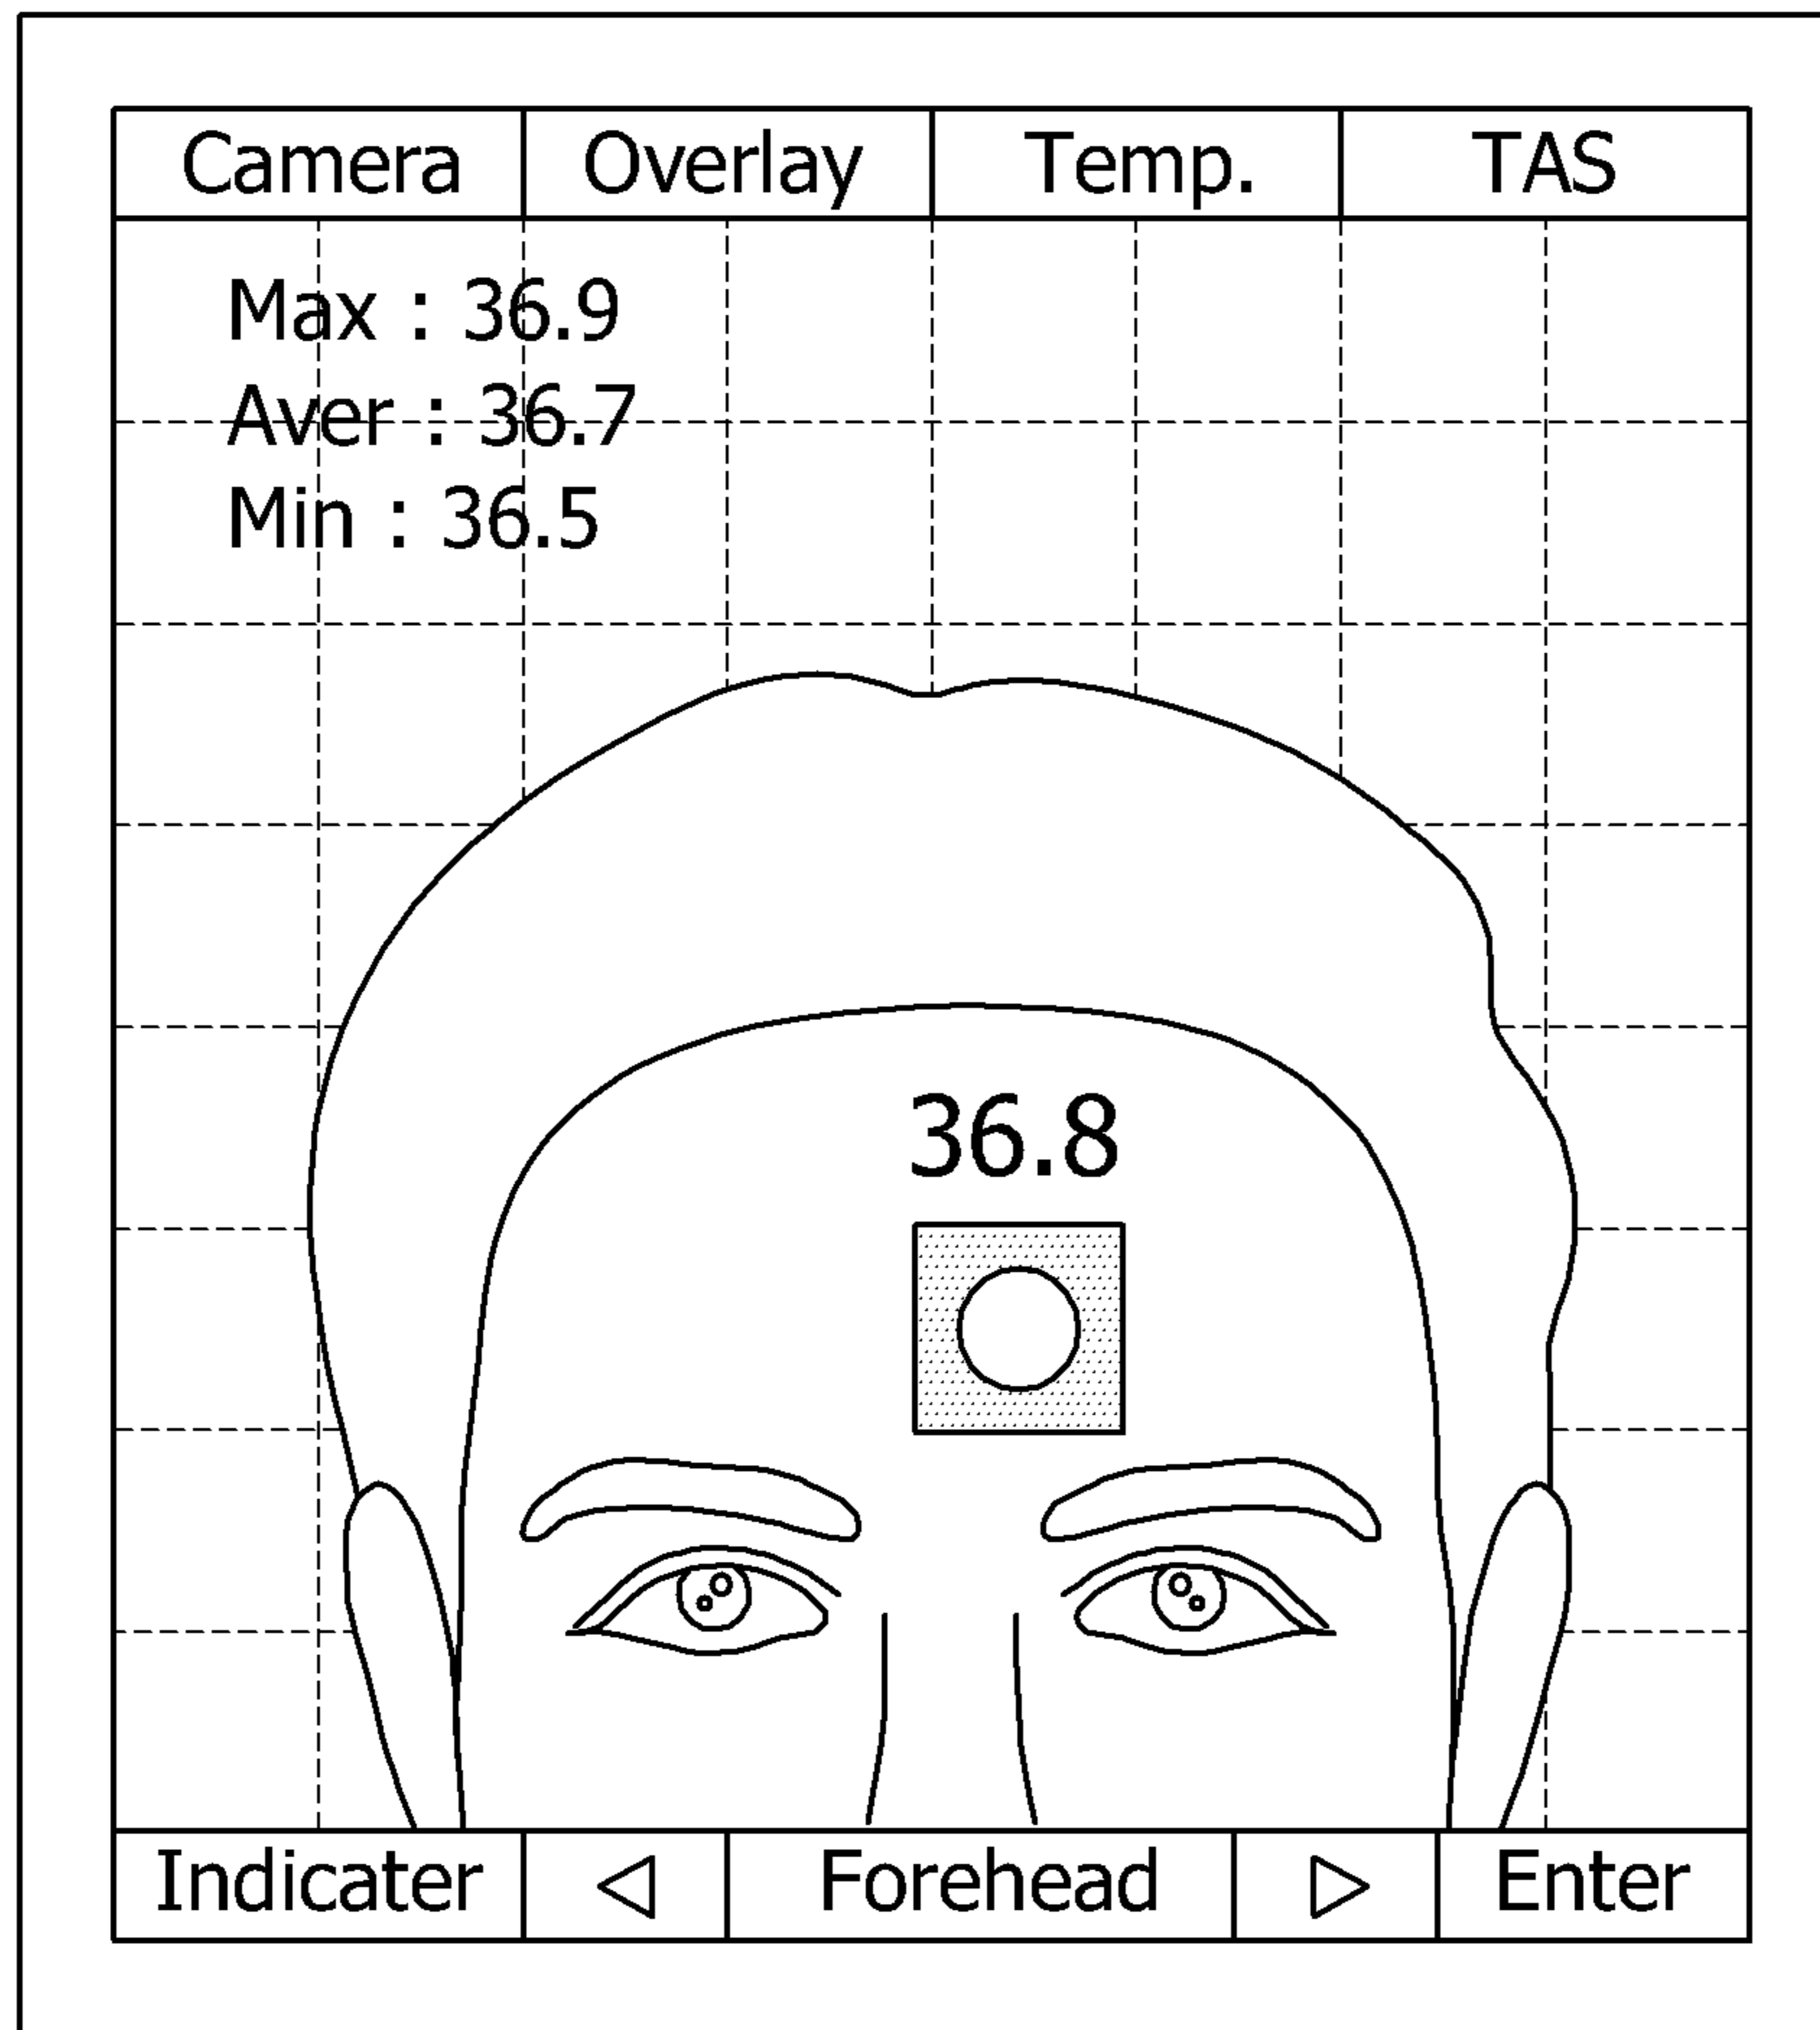 Camera Overlay Temp. TAS
Max : 36.9
Aver : 36.7
Min : 36.5
36.8
Indicater ◁ Forehead ▷ Enter